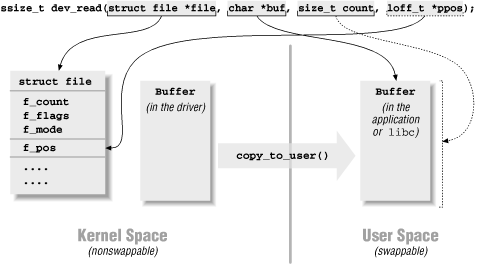 ssize_t dev_read(struct file *file, char *buf, size_t count, loff_t *ppos);
struct file
f_count
f_flags
f_mode
f_pos
....
....
Buffer
(in the driver)
copy_to_user()
Buffer
(in the
application
or libc)
Kernel Space
(nonswappable)
User Space
(swappable)